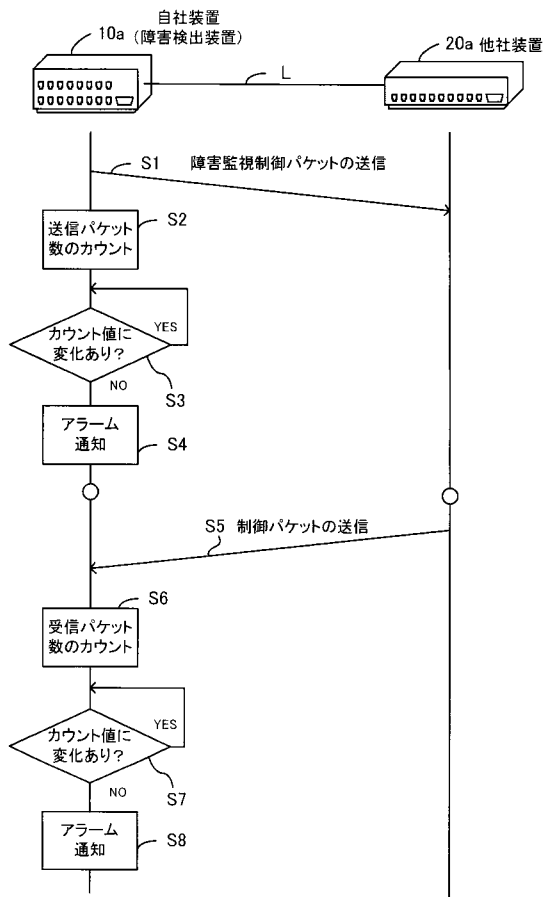 自社装置
10a（障害検出装置）
20a 他社装置
L
S1 障害監視制御パケットの送信
送信パケット
数のカウント
S2
カウント値に
変化あり？
YES
S3
NO
アラーム
通知
S4
S5 制御パケットの送信
S6
受信パケット
数のカウント
YES
カウント値に
変化あり？
S7
NO
アラーム
通知
S8